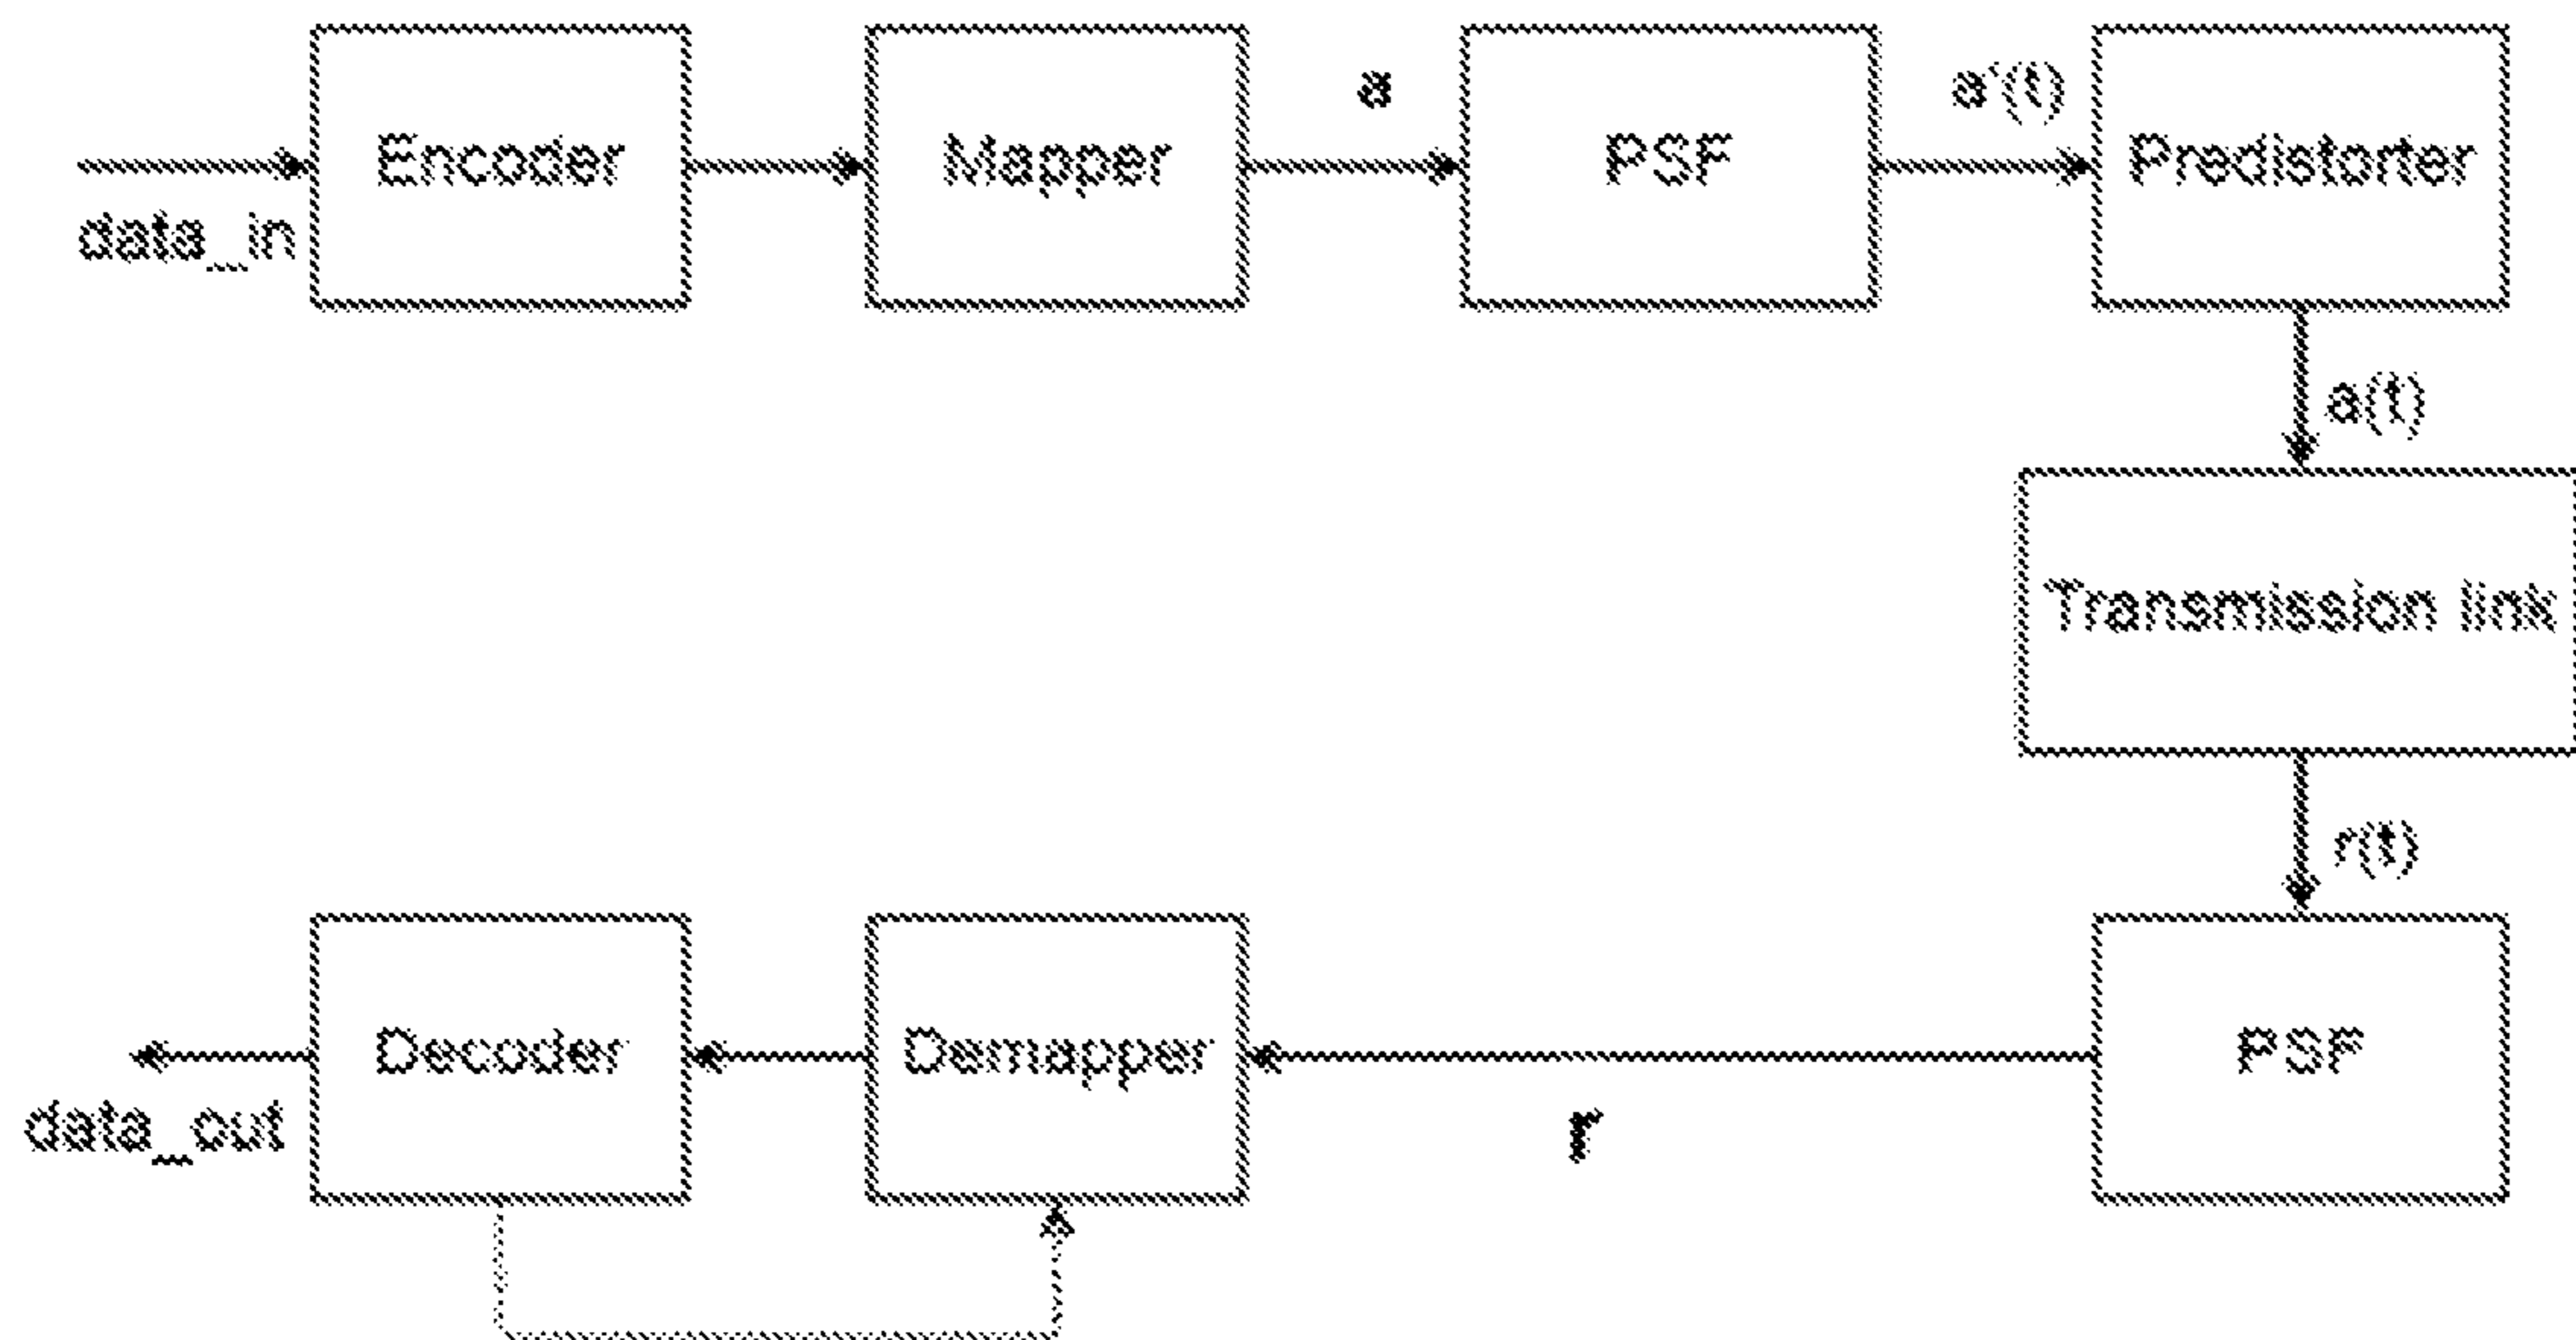 a
a'(t)
Encoder
Mapper
PSF
Predistorter
data_in
a(t)
Transmission link
r(t)
Decoder
Demapper
PSF
data_out
r